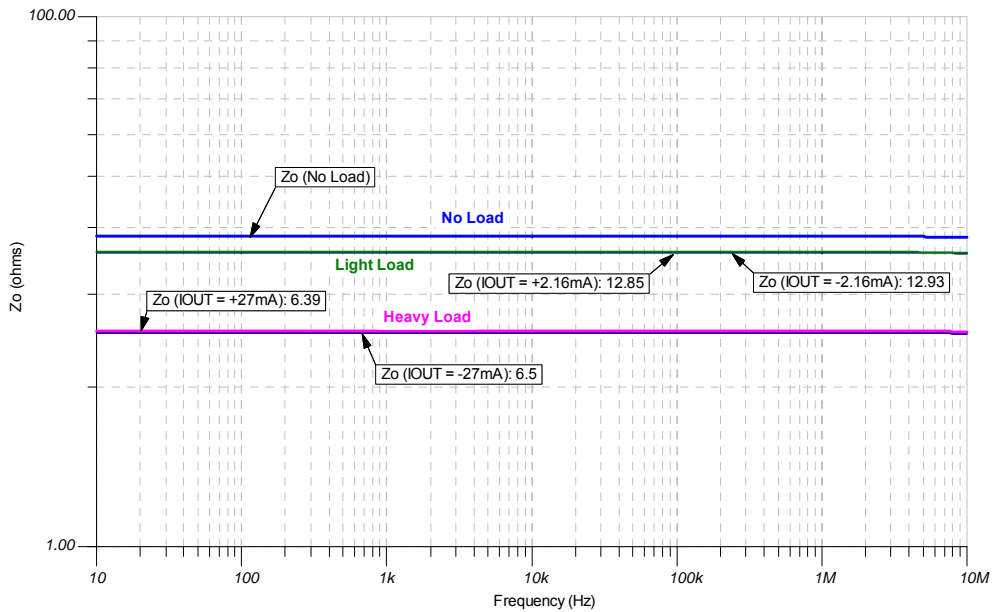 100.00
Zo (No Load)
No Load
Light Load
Zo (IOUT = +2.16mA): 12.85
Zo (IOUT = -2.16mA): 12.93
Zo (IOUT = +27mA): 6.39
Heavy Load
Zo (IOUT = -27mA): 6.5
Zo (ohms)
1.00
10 100 1k 10k 100k 1M 10M
Frequency (Hz)